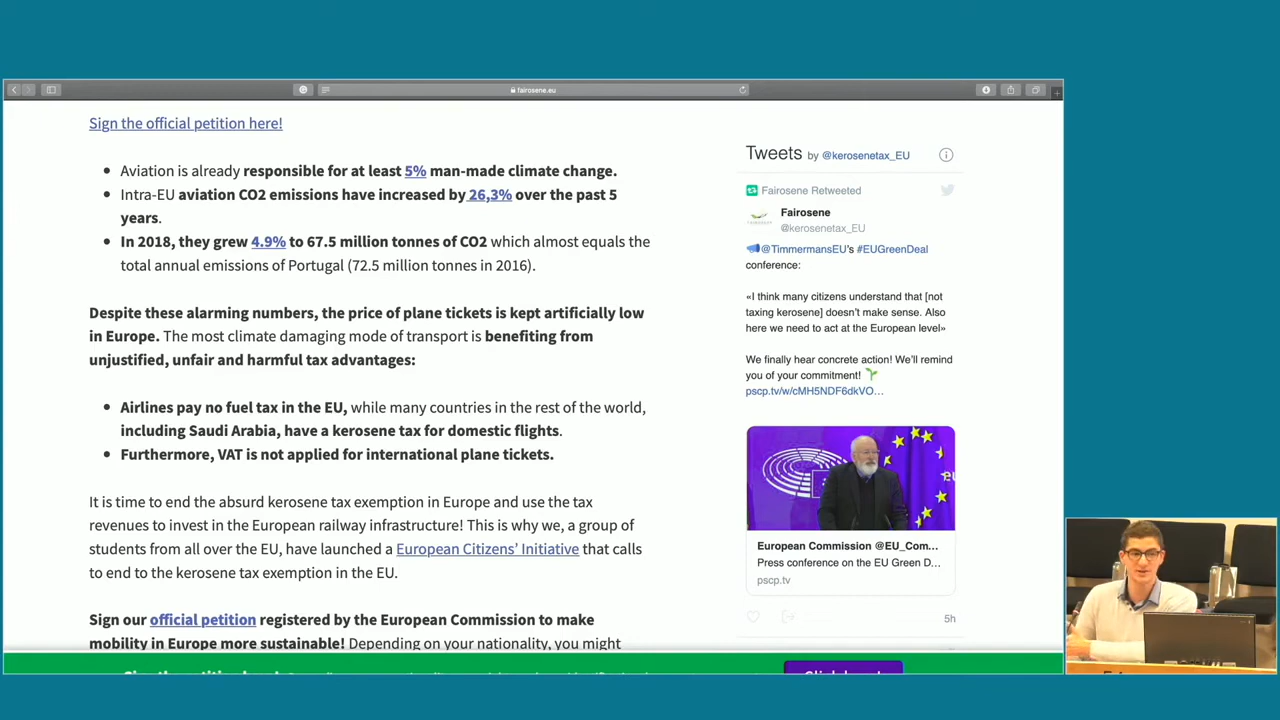 fairosene.eu
Sign the official petition here!
Aviation is already responsible for at least 5% man-made climate change.
Intra-EU aviation CO2 emissions have increased by 26,3% over the past 5
years.
In 2018, they grew 4.9% to 67.5 million tonnes of CO2 which almost equals the
total annual emissions of Portugal (72.5 million tonnes in 2016).
Despite these alarming numbers, the price of plane tickets is kept artificially low
in Europe. The most climate damaging mode of transport is benefiting from
unjustified, unfair and harmful tax advantages:
Airlines pay no fuel tax in the EU, while many countries in the rest of the world,
including Saudi Arabia, have a kerosene tax for domestic flights.
Furthermore, VAT is not applied for international plane tickets.
It is time to end the absurd kerosene tax exemption in Europe and use the tax
revenues to invest in the European railway infrastructure! This is why we, a group of
students from all over the EU, have launched a European Citizens' Initiative that calls
to end to the kerosene tax exemption in the EU.
Sign our official petition registered by the European Commission to make
mobility in Europe more sustainable! Depending on your nationality, you might
Tweets by @kerosenetax_EU
Fairosene Retweeted
Fairosene
@kerosenetax_EU
@TimmermansEU's #EUGreenDeal
conference:
«I think many citizens understand that [not
taxing kerosene] doesn't make sense. Also
here we need to act at the European level»
We finally hear concrete action! We'll remind
you of your commitment!
pscp.tv/w/cMH5NDF6dkVO…
European Commission @EU_Com...
Press conference on the EU Green D...
pscp.tv
5h